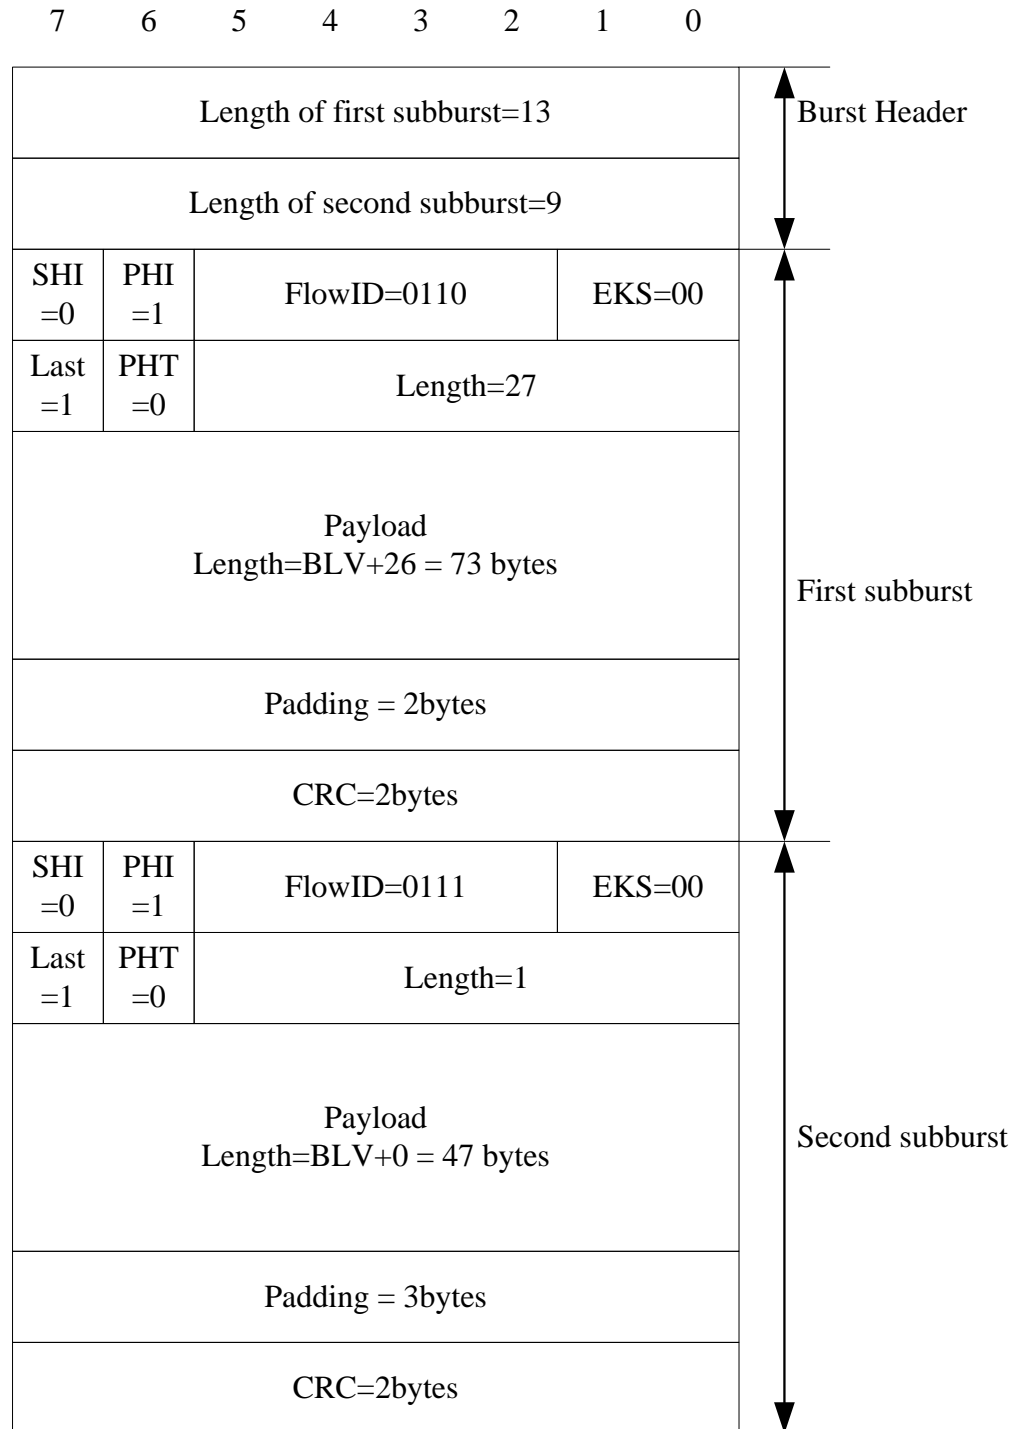 7 6 5 4 3 2 1 0
Length of first subburst=13
Burst Header
Length of second subburst=9
SHI
=0
PHI
=1
FlowID=0110
EKS=00
Last
=1
PHT
=0
Length=27
Payload
Length=BLV+26 = 73 bytes
First subburst
Padding = 2bytes
CRC=2bytes
SHI
=0
PHI
=1
FlowID=0111
EKS=00
Last
=1
PHT
=0
Length=1
Payload
Length=BLV+0 = 47 bytes
Second subburst
Padding = 3bytes
CRC=2bytes